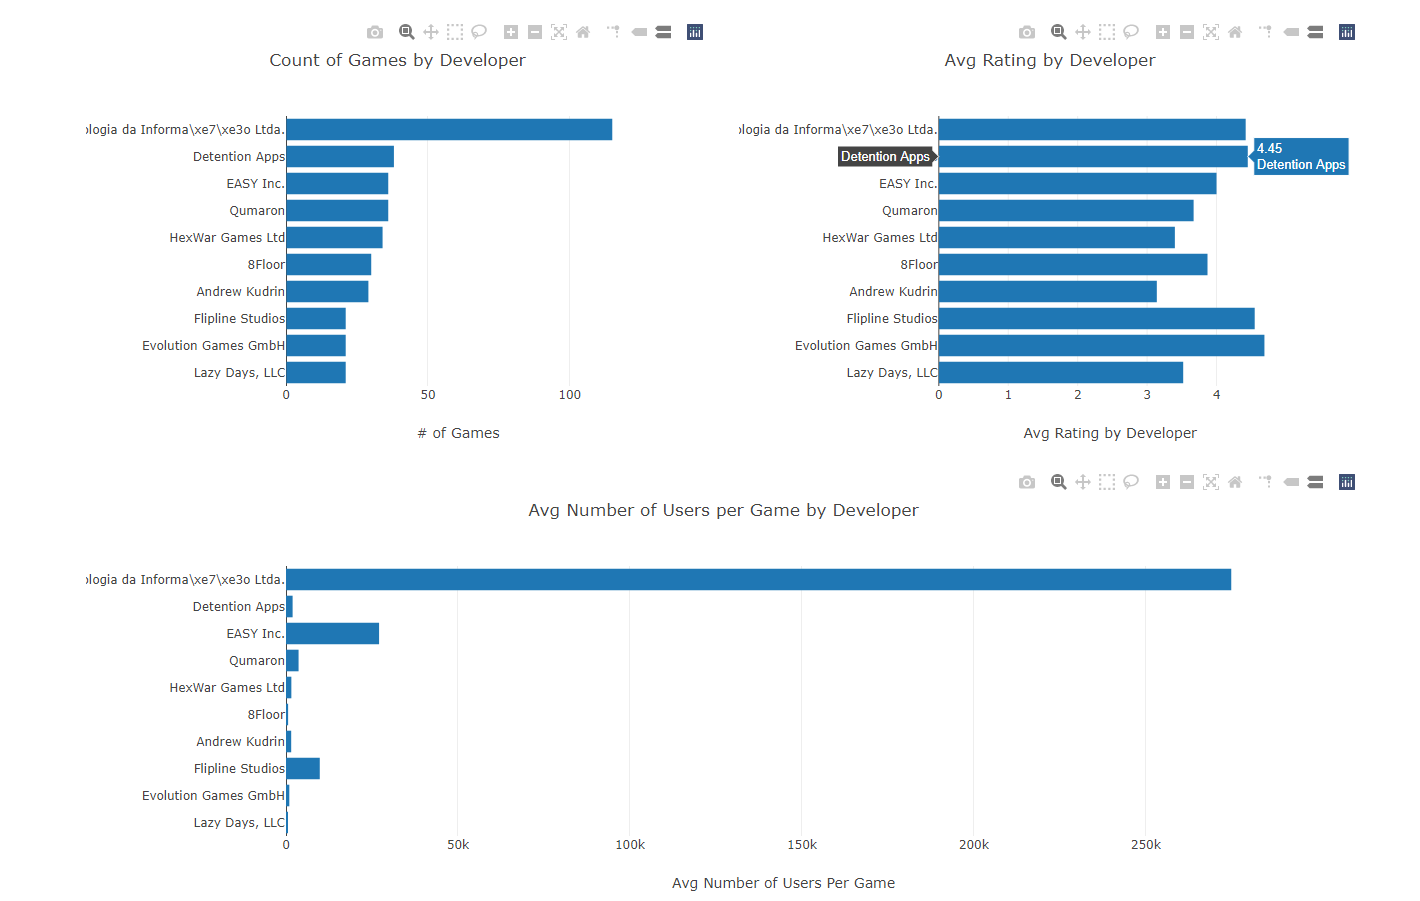 Count of Games by Developer
ologia da Informa\xe7\xe3o Ltda.
Detention Apps
EASY Inc.
Qumaron
HexWar Games Ltd
8Floor
Andrew Kudrin
Flipline Studios
Evolution Games GmbH
Lazy Days, LLC
0 50 100
# of Games
Avg Rating by Developer
ologia da Informa\xe7\xe3o Ltda.
Detention Apps
4.45
Detention Apps
EASY Inc.
Qumaron
HexWar Games Ltd
8Floor
Andrew Kudrin
Flipline Studios
Evolution Games GmbH
Lazy Days, LLC
0 1 2 3 4
Avg Rating by Developer
Avg Number of Users per Game by Developer
ologia da Informa\xe7\xe3o Ltda.
Detention Apps
EASY Inc.
Qumaron
HexWar Games Ltd
8Floor
Andrew Kudrin
Flipline Studios
Evolution Games GmbH
Lazy Days, LLC
0 50k 100k 150k 200k 250k
Avg Number of Users Per Game